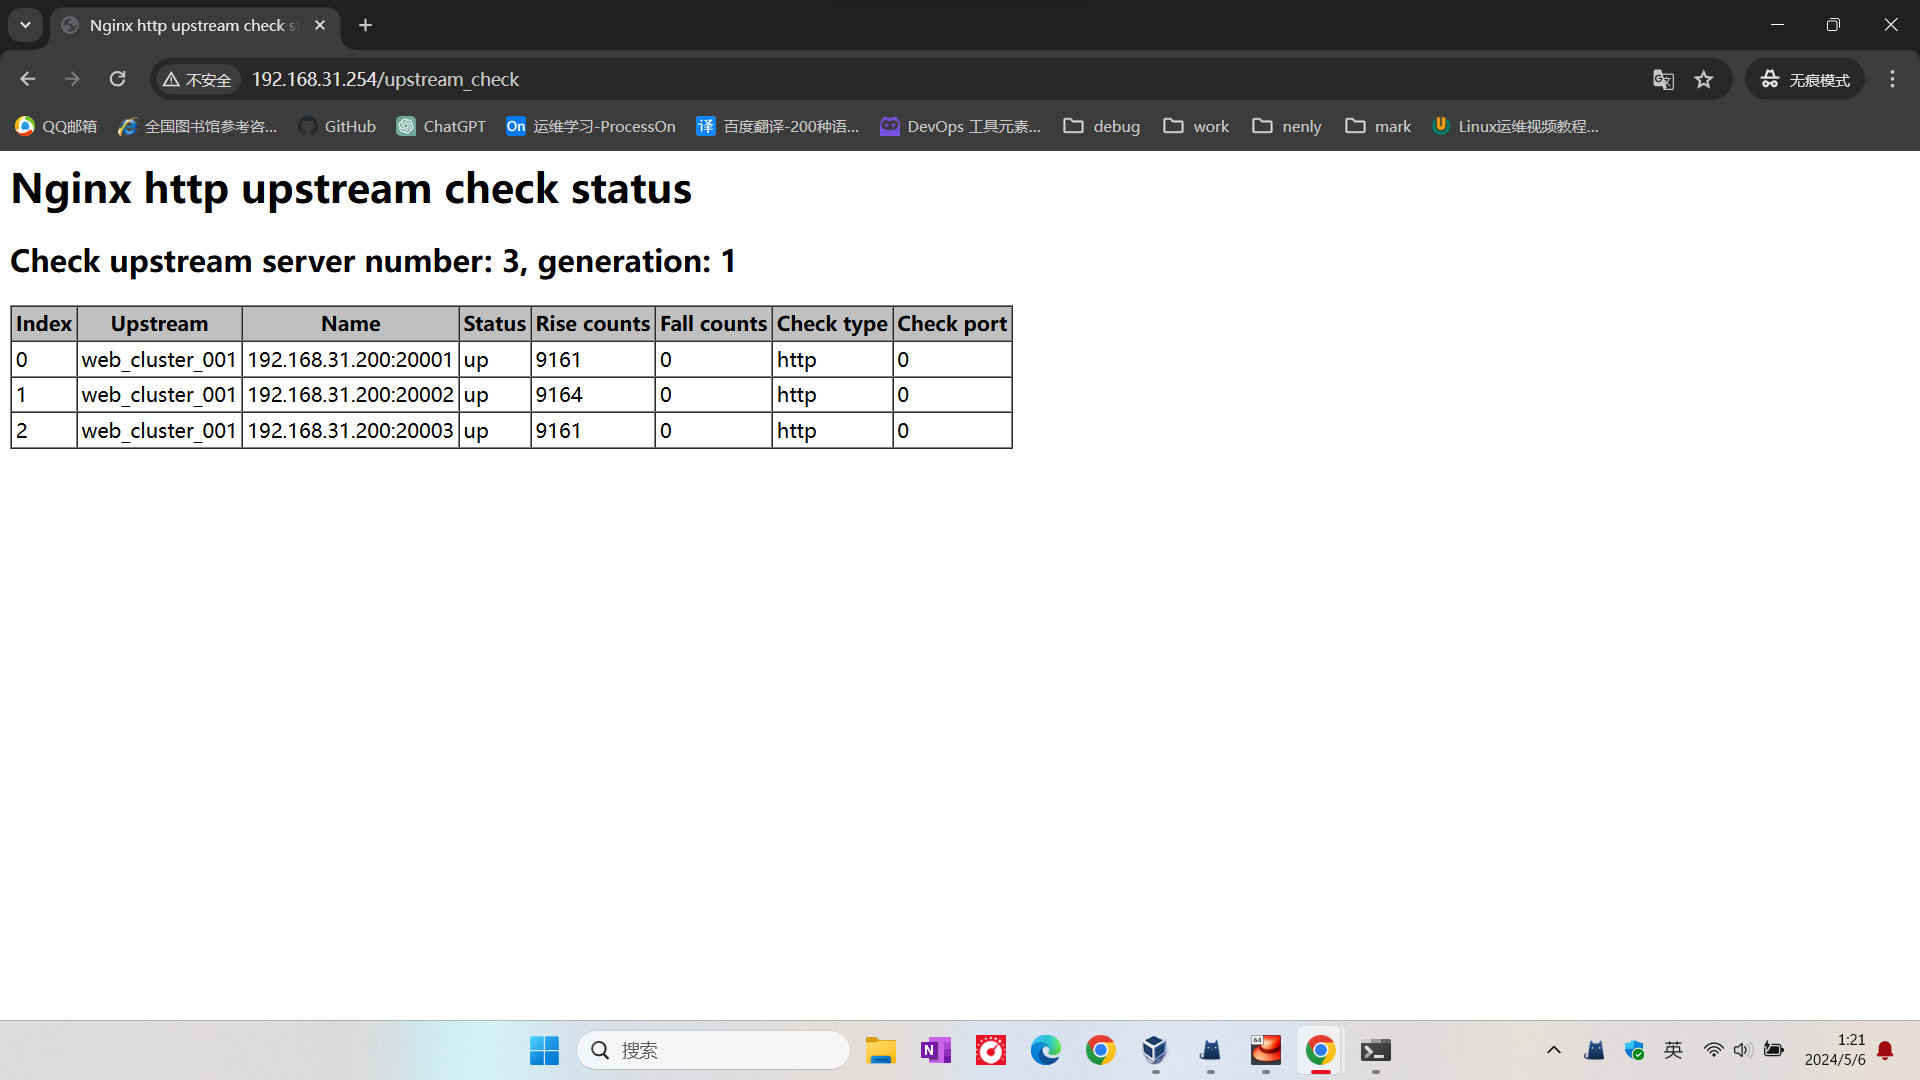 Nginx http upstream check s
不安全
192.168.31.254/upstream_check
无痕模式
QQ邮箱 全国图书馆参考咨... GitHub ChatGPT On 运维学习-ProcessOn 译 百度翻译-200种语... DevOps 工具元素... debug work nenly mark Linux运维视频教程...
Nginx http upstream check status
Check upstream server number: 3, generation: 1
Index Upstream Name Status Rise counts Fall counts Check type Check port
0 web_cluster_001 192.168.31.200:20001 up 9161 0 http 0
1 web_cluster_001 192.168.31.200:20002 up 9164 0 http 0
2 web_cluster_001 192.168.31.200:20003 up 9161 0 http 0
搜索
N
64
英
1:21
2024/5/6